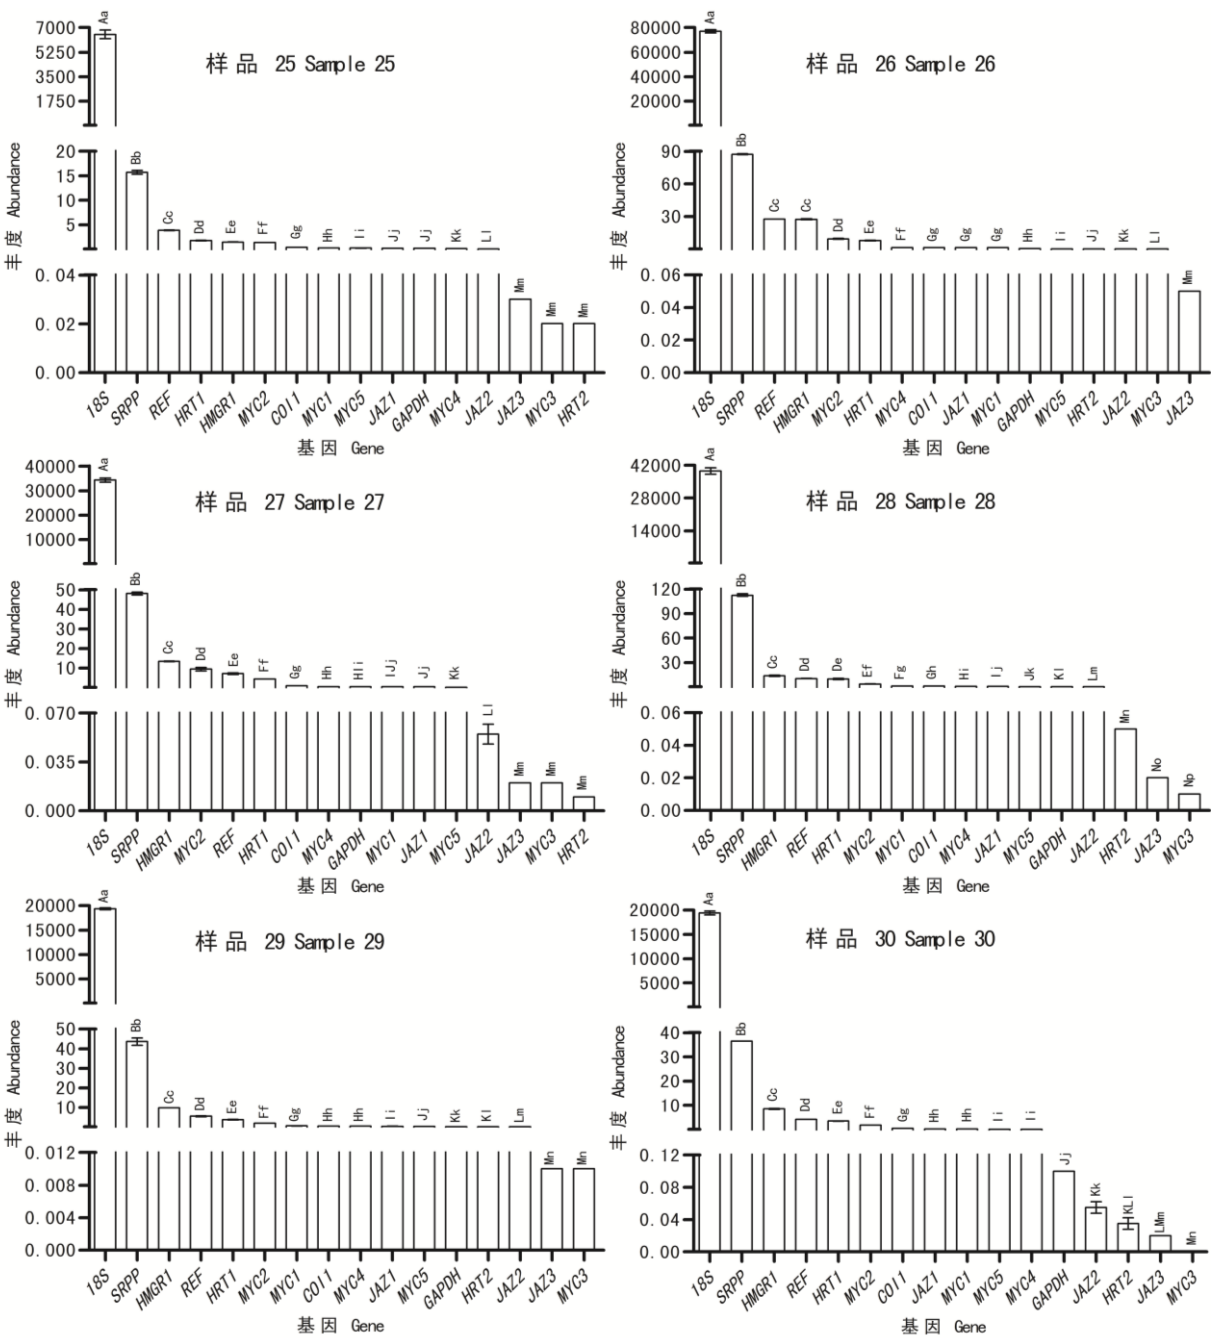 样品 25 Sample 25
丰度 Abundance
7000
5250
3500
1750
20
15
10
5
0.04
0.02
0.00
Aa Bb Cc Dd Ee Ff Gg Hh Ii Jj Jj Kk Ll Mm Mm Mm
18S SRPP REF HRT1 HMGR1 MYC2 COI1 MYC1 MYC5 JAZ1 GAPDH MYC4 JAZ2 JAZ3 MYC3 HRT2
基因 Gene
样品 26 Sample 26
丰度 Abundance
80000
60000
40000
20000
90
60
30
0.06
0.04
0.02
0.00
Aa Bb Cc Cc Dd Ee Ff Gg Gg Gg Hh Ii Jj Kk Ll Mm
18S SRPP REF HMGR1 MYC2 HRT1 MYC4 COI1 JAZ1 MYC1 GAPDH MYC5 HRT2 JAZ2 MYC3 JAZ3
基因 Gene
样品 27 Sample 27
丰度 Abundance
40000
30000
20000
10000
50
40
30
20
10
0.070
0.035
0.000
Aa Bb Cc Dd Ee Ff Gg Hh HIi IJj Jj Kk Ll Mm Mm Mm
18S SRPP HMGR1 MYC2 REF HRT1 COI1 MYC4 GAPDH MYC1 JAZ1 MYC5 JAZ2 JAZ3 MYC3 HRT2
基因 Gene
样品 28 Sample 28
丰度 Abundance
42000
28000
14000
120
90
60
30
0.06
0.04
0.02
0.00
Aa Bb Cc Dd De Ef Fg Gh Hi Ij Jk Kl Lm Mn No Np
18S SRPP HMGR1 REF HRT1 MYC2 MYC1 COI1 MYC4 JAZ1 MYC5 GAPDH JAZ2 HRT2 JAZ3 MYC3
基因 Gene
样品 29 Sample 29
丰度 Abundance
20000
15000
10000
5000
50
40
30
20
10
0.012
0.008
0.004
0.000
Aa Bb Cc Dd Ee Ff Gg Hh Hh Ii Jj Kk Kl Lm Mn Mn
18S SRPP HMGR1 REF HRT1 MYC2 MYC1 COI1 MYC4 JAZ1 MYC5 GAPDH HRT2 JAZ2 JAZ3 MYC3
基因 Gene
样品 30 Sample 30
丰度 Abundance
20000
15000
10000
5000
40
30
20
10
0.12
0.08
0.04
0.00
Aa Bb Cc Dd Ee Ff Gg Hh Hh Ii Ii Jj Kk KLl LMm Mn
18S SRPP HMGR1 REF HRT1 MYC2 COI1 JAZ1 MYC1 MYC5 MYC4 GAPDH JAZ2 HRT2 JAZ3 MYC3
基因 Gene